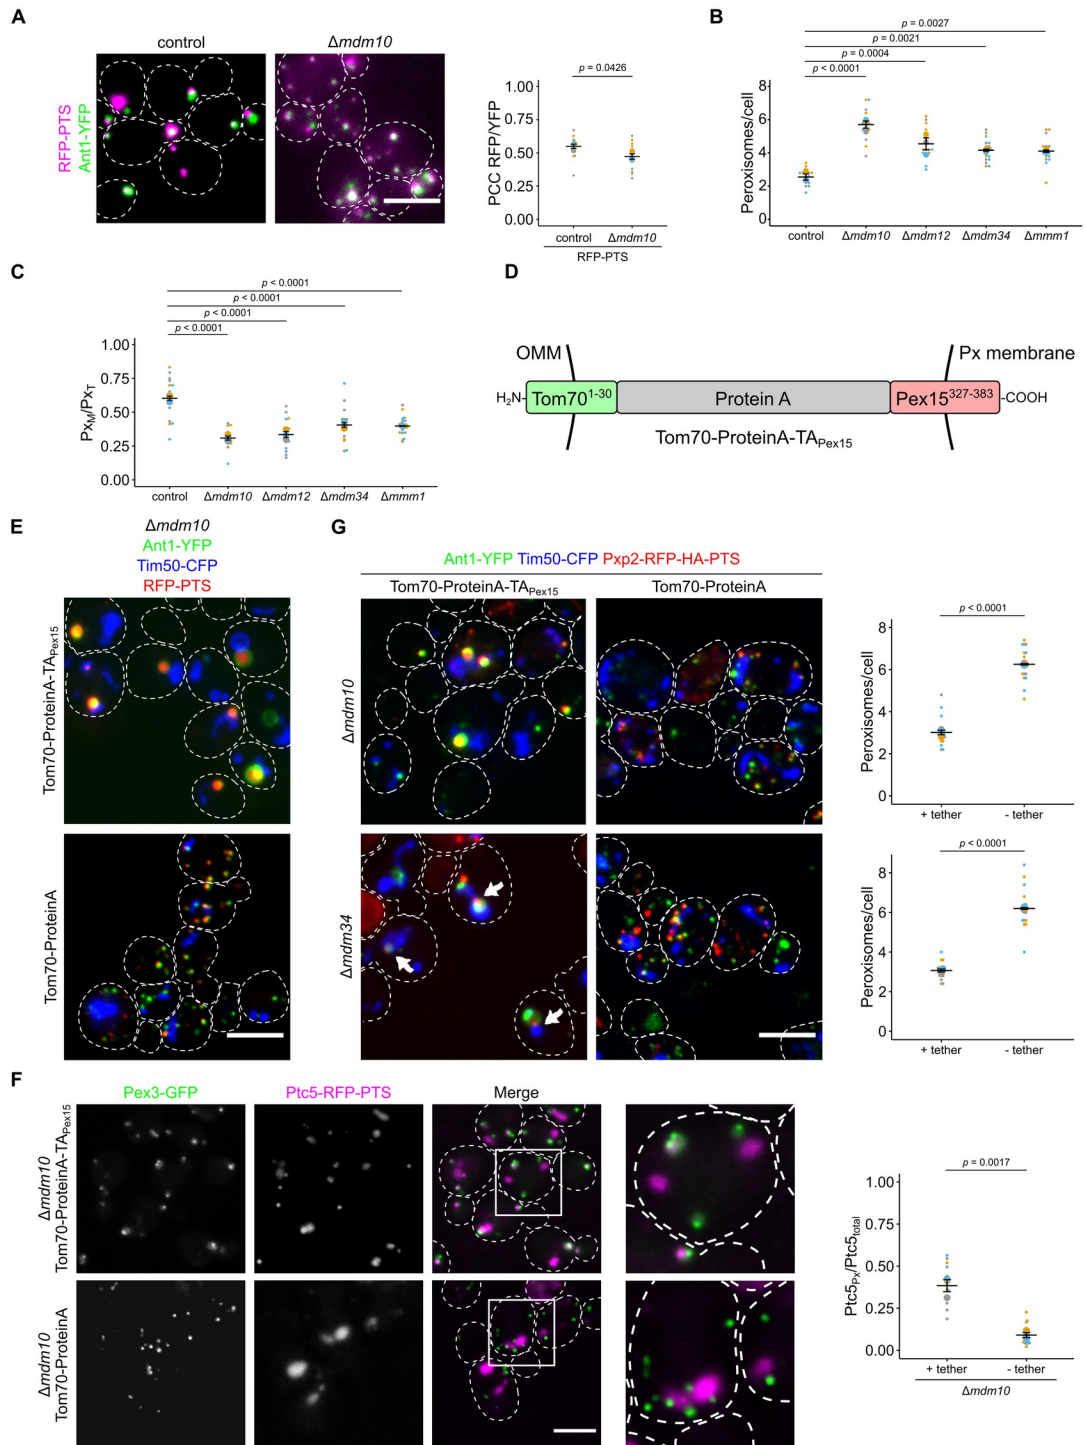 A
control
Δmdm10
RFP-PTS
Ant1-YFP
PCC RFP/YFP
1.00
0.75
0.50
0.25
0.00
p = 0.0426
control
Δmdm10
RFP-PTS
B
p = 0.0027
p = 0.0021
p = 0.0004
p < 0.0001
Peroxisomes/cell
8
6
4
2
0
control
Δmdm10
Δmdm12
Δmdm34
Δmmm1
C
p < 0.0001
p < 0.0001
p < 0.0001
p < 0.0001
PxM/PxT
1.00
0.75
0.50
0.25
0.00
control
Δmdm10
Δmdm12
Δmdm34
Δmmm1
D
OMM
Px membrane
H2N-
Tom701-30
Protein A
Pex15327-383
-COOH
Tom70-ProteinA-TAPex15
E
Δmdm10
Ant1-YFP
Tim50-CFP
RFP-PTS
Tom70-ProteinA-TAPex15
Tom70-ProteinA
G
Ant1-YFP Tim50-CFP Pxp2-RFP-HA-PTS
Tom70-ProteinA-TAPex15
Tom70-ProteinA
Δmdm10
Δmdm34
p < 0.0001
Peroxisomes/cell
8
6
4
2
0
+ tether
- tether
p < 0.0001
Peroxisomes/cell
8
6
4
2
0
+ tether
- tether
F
Pex3-GFP
Ptc5-RFP-PTS
Merge
Δmdm10
Tom70-ProteinA-TAPex15
Δmdm10
Tom70-ProteinA
p = 0.0017
Ptc5Px/Ptc5total
1.00
0.75
0.50
0.25
0.00
+ tether
- tether
Δmdm10